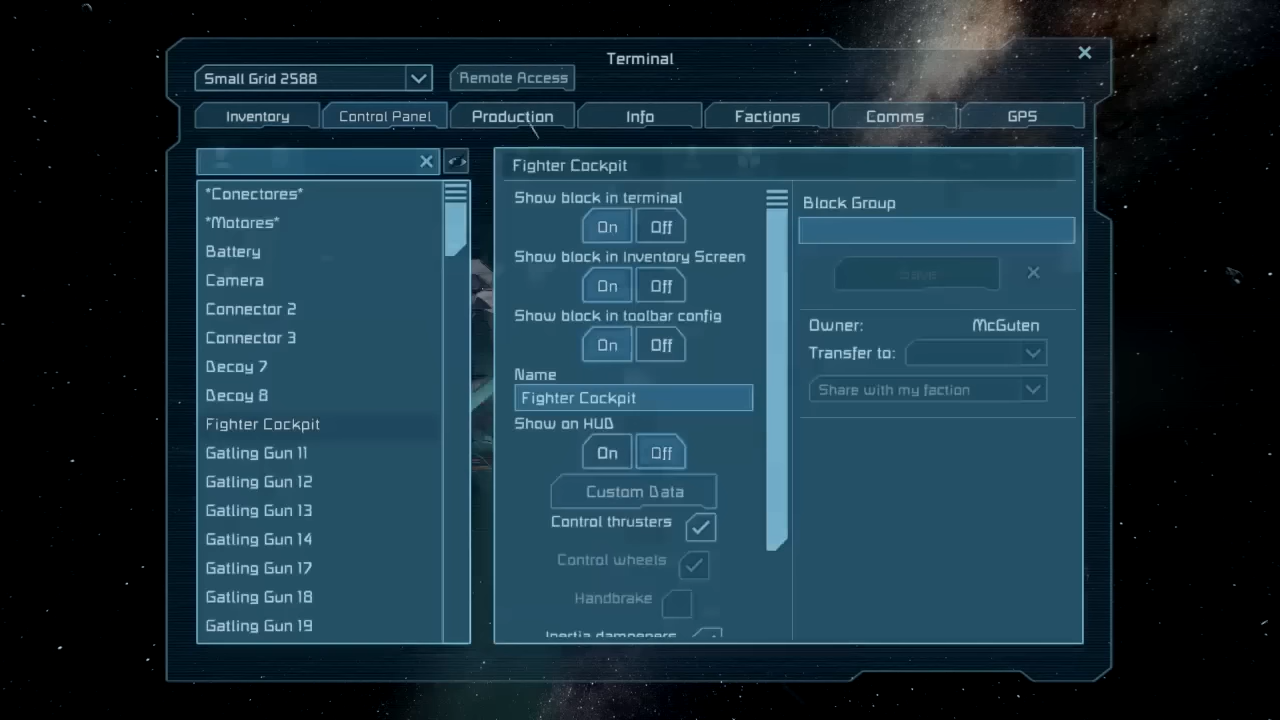 Terminal
Small Grid 2588
Remote Access
Inventory
Control Panel
Production
Info
Factions
Comms
GPS
*Conectores*
*Motores*
Battery
Camera
Connector 2
Connector 3
Decoy 7
Decoy 8
Fighter Cockpit
Gatling Gun 11
Gatling Gun 12
Gatling Gun 13
Gatling Gun 14
Gatling Gun 17
Gatling Gun 18
Gatling Gun 19
Fighter Cockpit
Show block in terminal
On Off
Show block in Inventory Screen
On Off
Show block in toolbar config
On Off
Name
Fighter Cockpit
Show on HUD
On Off
Custom Data
Control thrusters
Control wheels
Handbrake
Inertia dampeners
Block Group
Save
Owner: McGuten
Transfer to:
Share with my faction